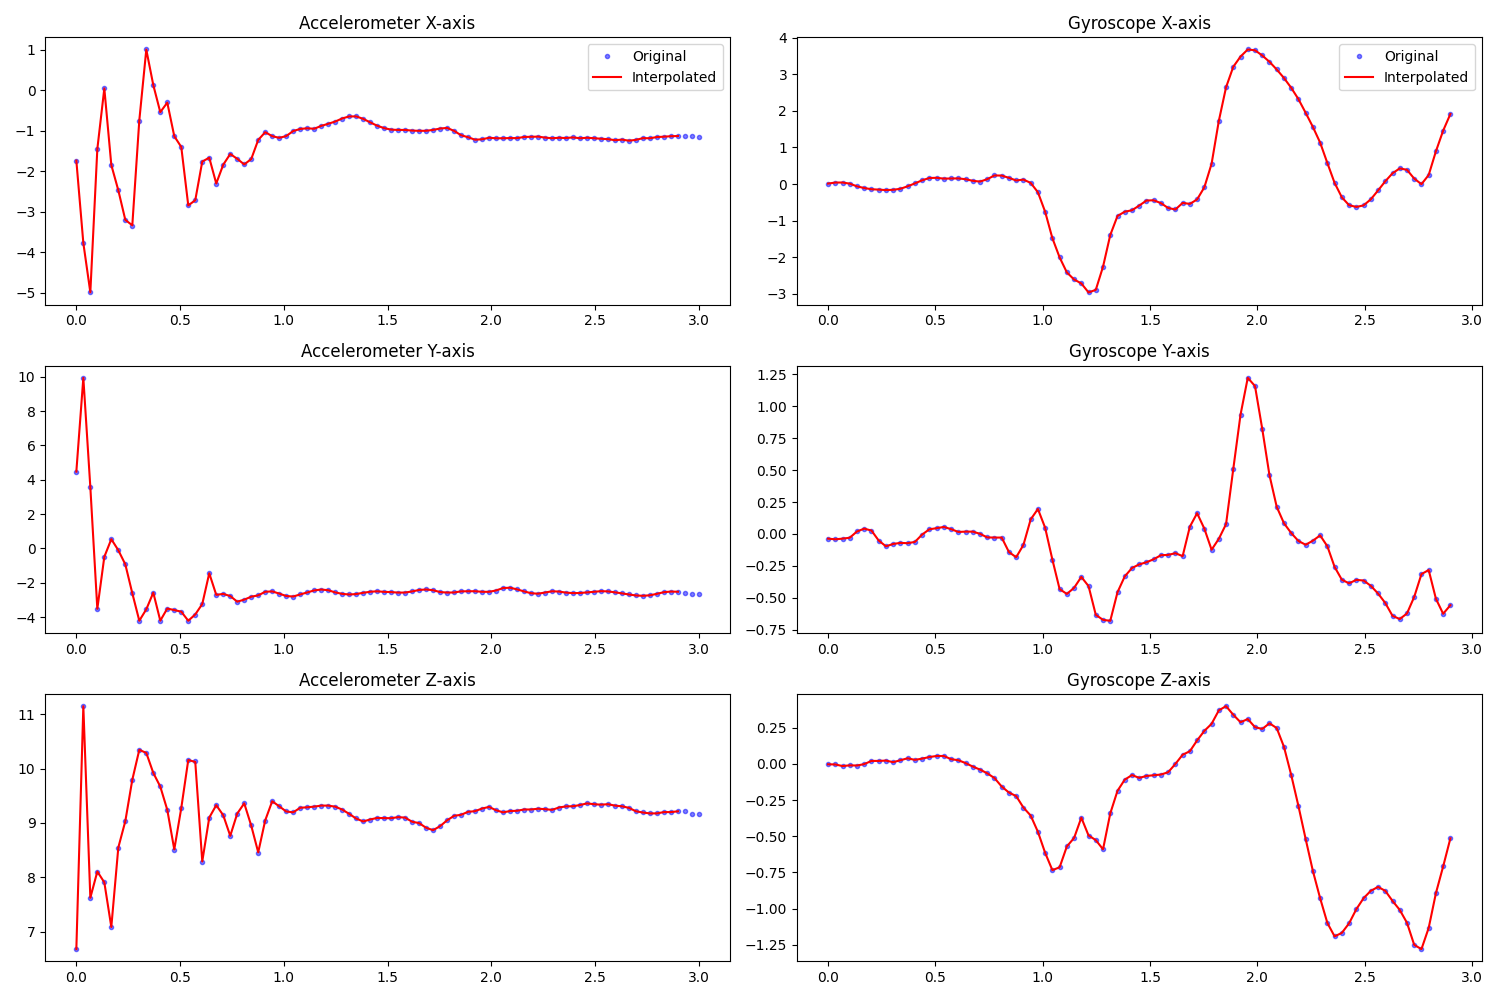 Accelerometer X-axis
1
0
−1
−2
−3
−4
−5
0.0 0.5 1.0 1.5 2.0 2.5 3.0
Original
Interpolated
Gyroscope X-axis
4
3
2
1
0
−1
−2
−3
0.0 0.5 1.0 1.5 2.0 2.5 3.0
Original
Interpolated
Accelerometer Y-axis
10
8
6
4
2
0
−2
−4
0.0 0.5 1.0 1.5 2.0 2.5 3.0
Gyroscope Y-axis
1.25
1.00
0.75
0.50
0.25
0.00
−0.25
−0.50
−0.75
0.0 0.5 1.0 1.5 2.0 2.5 3.0
Accelerometer Z-axis
11
10
9
8
7
0.0 0.5 1.0 1.5 2.0 2.5 3.0
Gyroscope Z-axis
0.25
0.00
−0.25
−0.50
−0.75
−1.00
−1.25
0.0 0.5 1.0 1.5 2.0 2.5 3.0